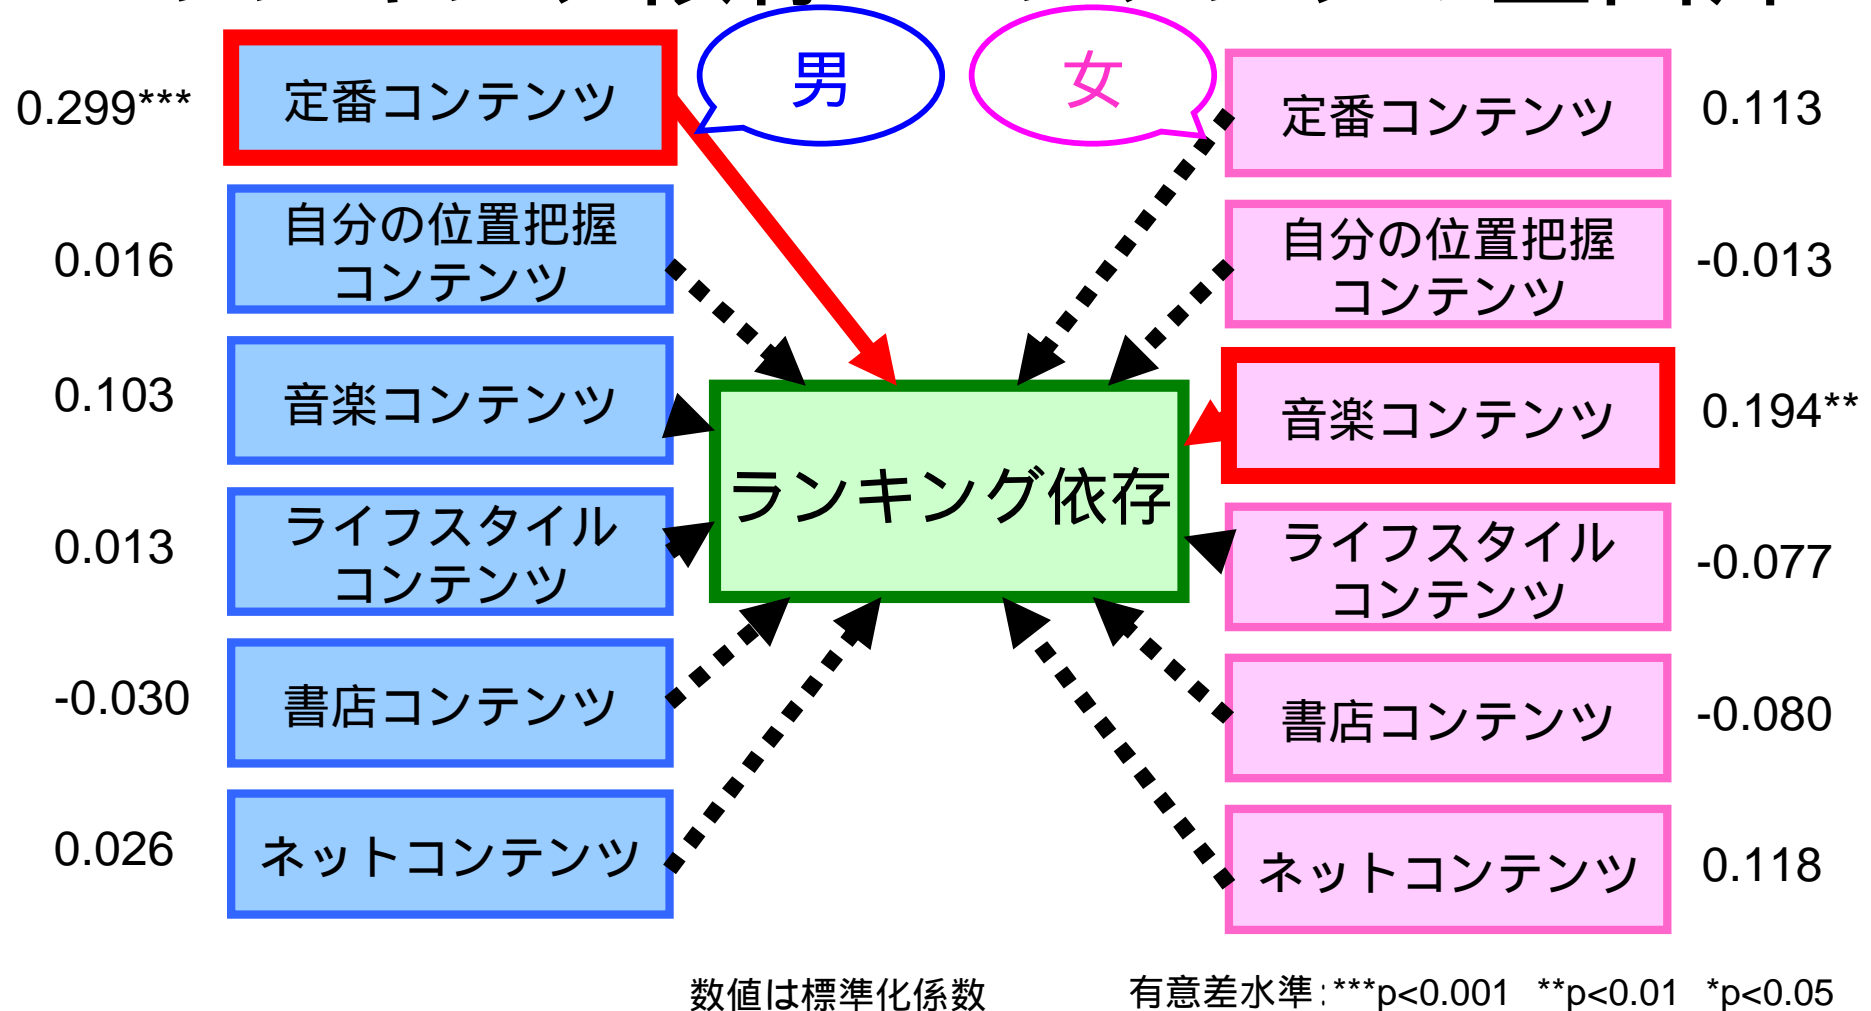 男
女
0.299***
定番コンテンツ
定番コンテンツ
0.113
0.016
自分の位置把握
コンテンツ
自分の位置把握
コンテンツ
-0.013
0.103
音楽コンテンツ
音楽コンテンツ
0.194**
ランキング依存
0.013
ライフスタイル
コンテンツ
ライフスタイル
コンテンツ
-0.077
-0.030
書店コンテンツ
書店コンテンツ
-0.080
0.026
ネットコンテンツ
ネットコンテンツ
0.118
数値は標準化係数
有意差水準:***p<0.001 **p<0.01 *p<0.05